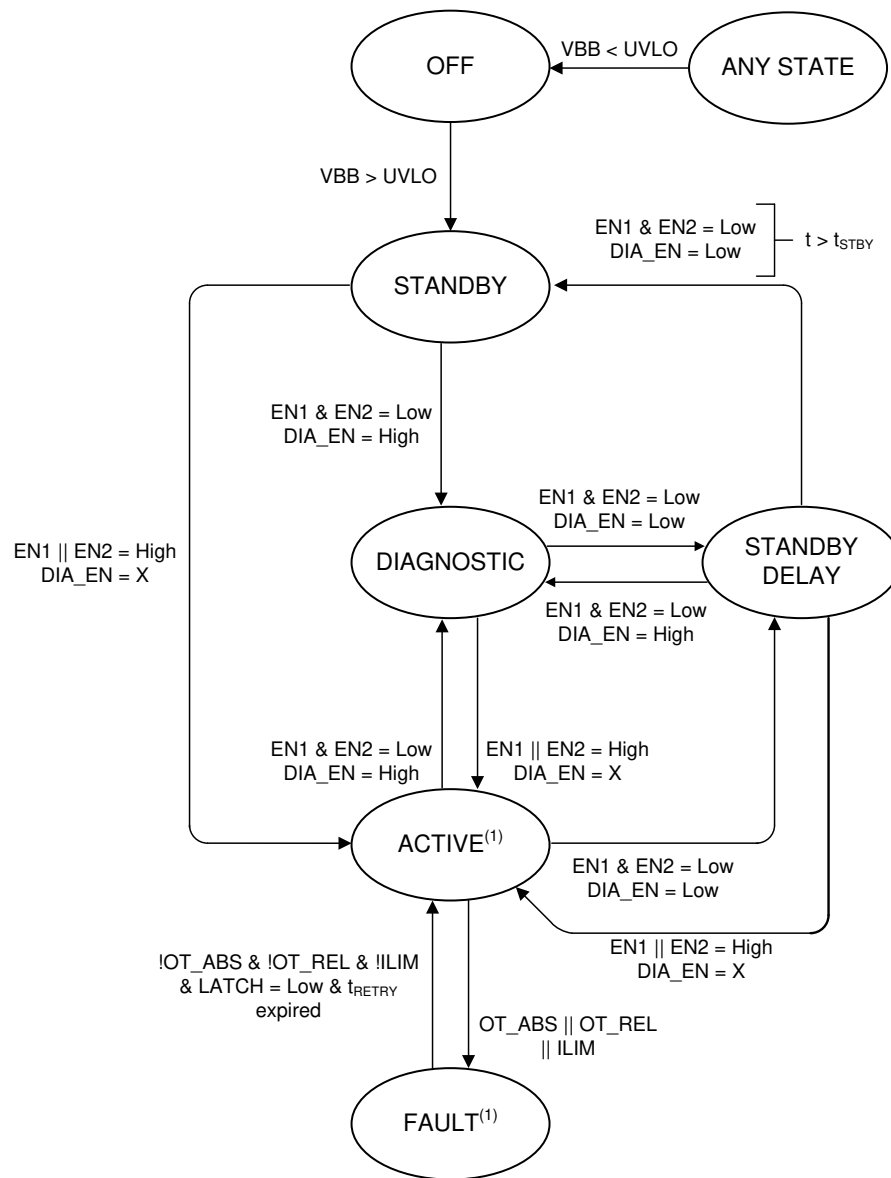 OFF
VBB < UVLO
ANY STATE
VBB > UVLO
EN1 & EN2 = Low
DIA_EN = Low
t > tSTBY
STANDBY
EN1 & EN2 = Low
DIA_EN = High
EN1 & EN2 = Low
DIA_EN = Low
EN1 || EN2 = High
DIA_EN = X
DIAGNOSTIC
STANDBY
DELAY
EN1 & EN2 = Low
DIA_EN = High
EN1 & EN2 = Low
DIA_EN = High
EN1 || EN2 = High
DIA_EN = X
ACTIVE(1)
EN1 & EN2 = Low
DIA_EN = Low
EN1 || EN2 = High
DIA_EN = X
!OT_ABS & !OT_REL & !ILIM
& LATCH = Low & tRETRY
expired
OT_ABS || OT_REL
|| ILIM
FAULT(1)